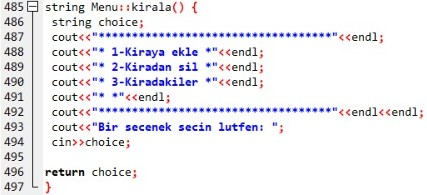 485 string Menu::kirala() {
486 string choice;
487 cout<<"***********************************"<<endl;
488 cout<<"* 1-Kiraya ekle *"<<endl;
489 cout<<"* 2-Kiradan sil *"<<endl;
490 cout<<"* 3-Kiradakiler *"<<endl;
491 cout<<"* *"<<endl;
492 cout<<"***********************************"<<endl<<endl;
493 cout<<"Bir secenek secin lutfen: ";
494 cin>>choice;
495
496 return choice;
497 }